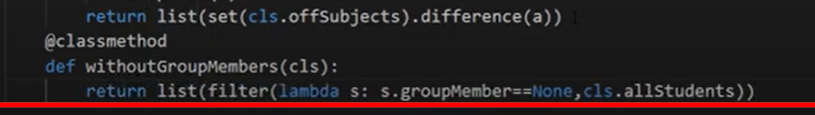 return list(set(cls.offSubjects).difference(a))
@classmethod
def withoutGroupMembers(cls):
return list(filter(lambda s: s.groupMember==None,cls.allStudents))